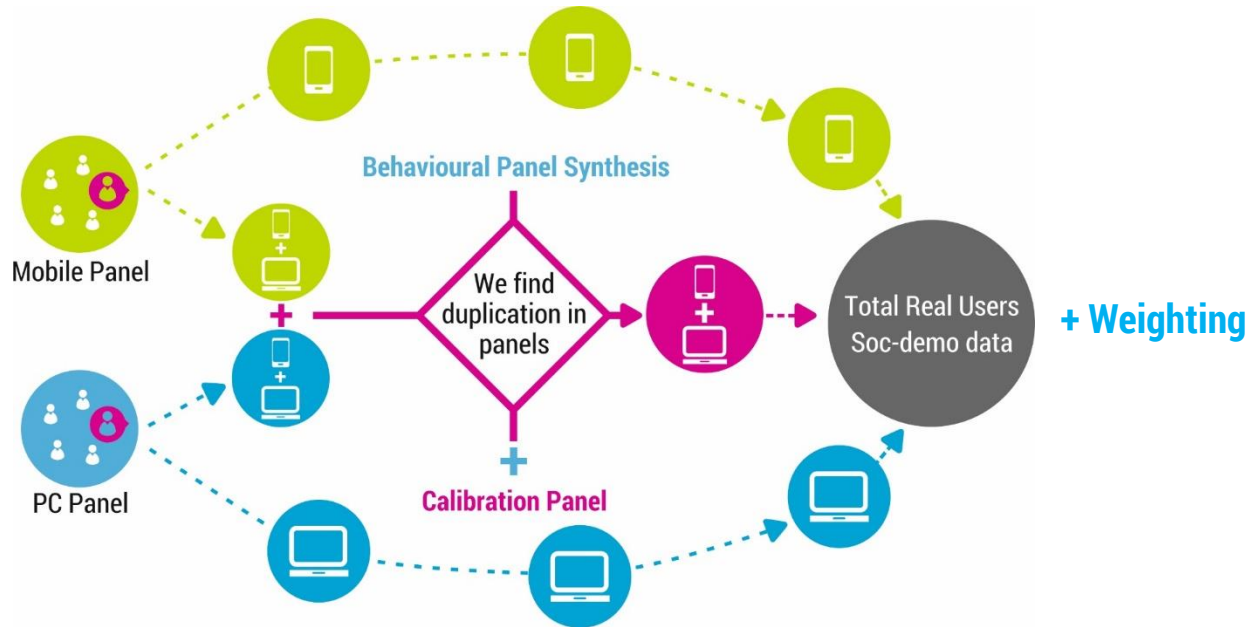 Behavioural Panel Synthesis
Mobile Panel
+
+
We find
duplication in
panels
+
+
Total Real Users
Soc-demo data
+ Weighting
+
PC Panel
+
Calibration Panel